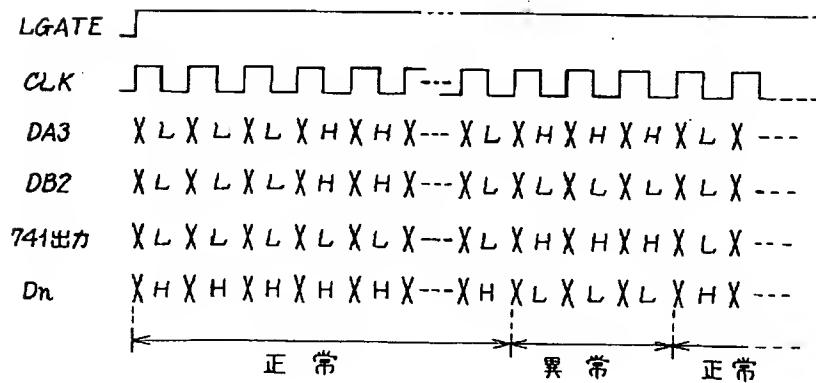 LGATE
CLK
DA3 X L X L X L X H X H X --- X L X H X H X H X L X ---
DB2 X L X L X L X H X H X --- X L X L X L X L X L X ---
741出力 X L X L X L X L X L X --- X L X H X H X H X L X ---
Dn X H X H X H X H X H X --- X H X L X L X L X H X ---
正常 異常 正常